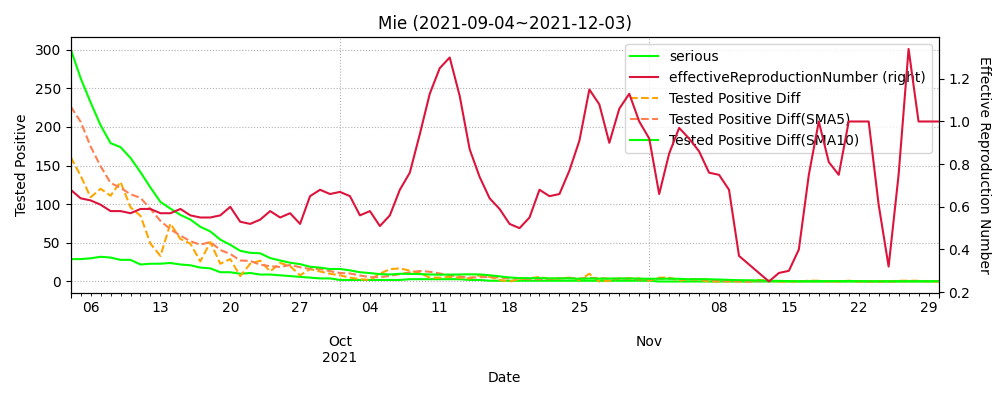 Mie (2021-09-04~2021-12-03)
serious
effectiveReproductionNumber (right)
Tested Positive Diff
Tested Positive Diff(SMA5)
Tested Positive Diff(SMA10)
Tested Positive
300
250
200
150
100
50
0
1.2
1.0
0.8
0.6
0.4
0.2
Effective Reproduction Number
06 13 20 27 04 11 18 25 08 15 22 29
Oct Nov
2021
Date